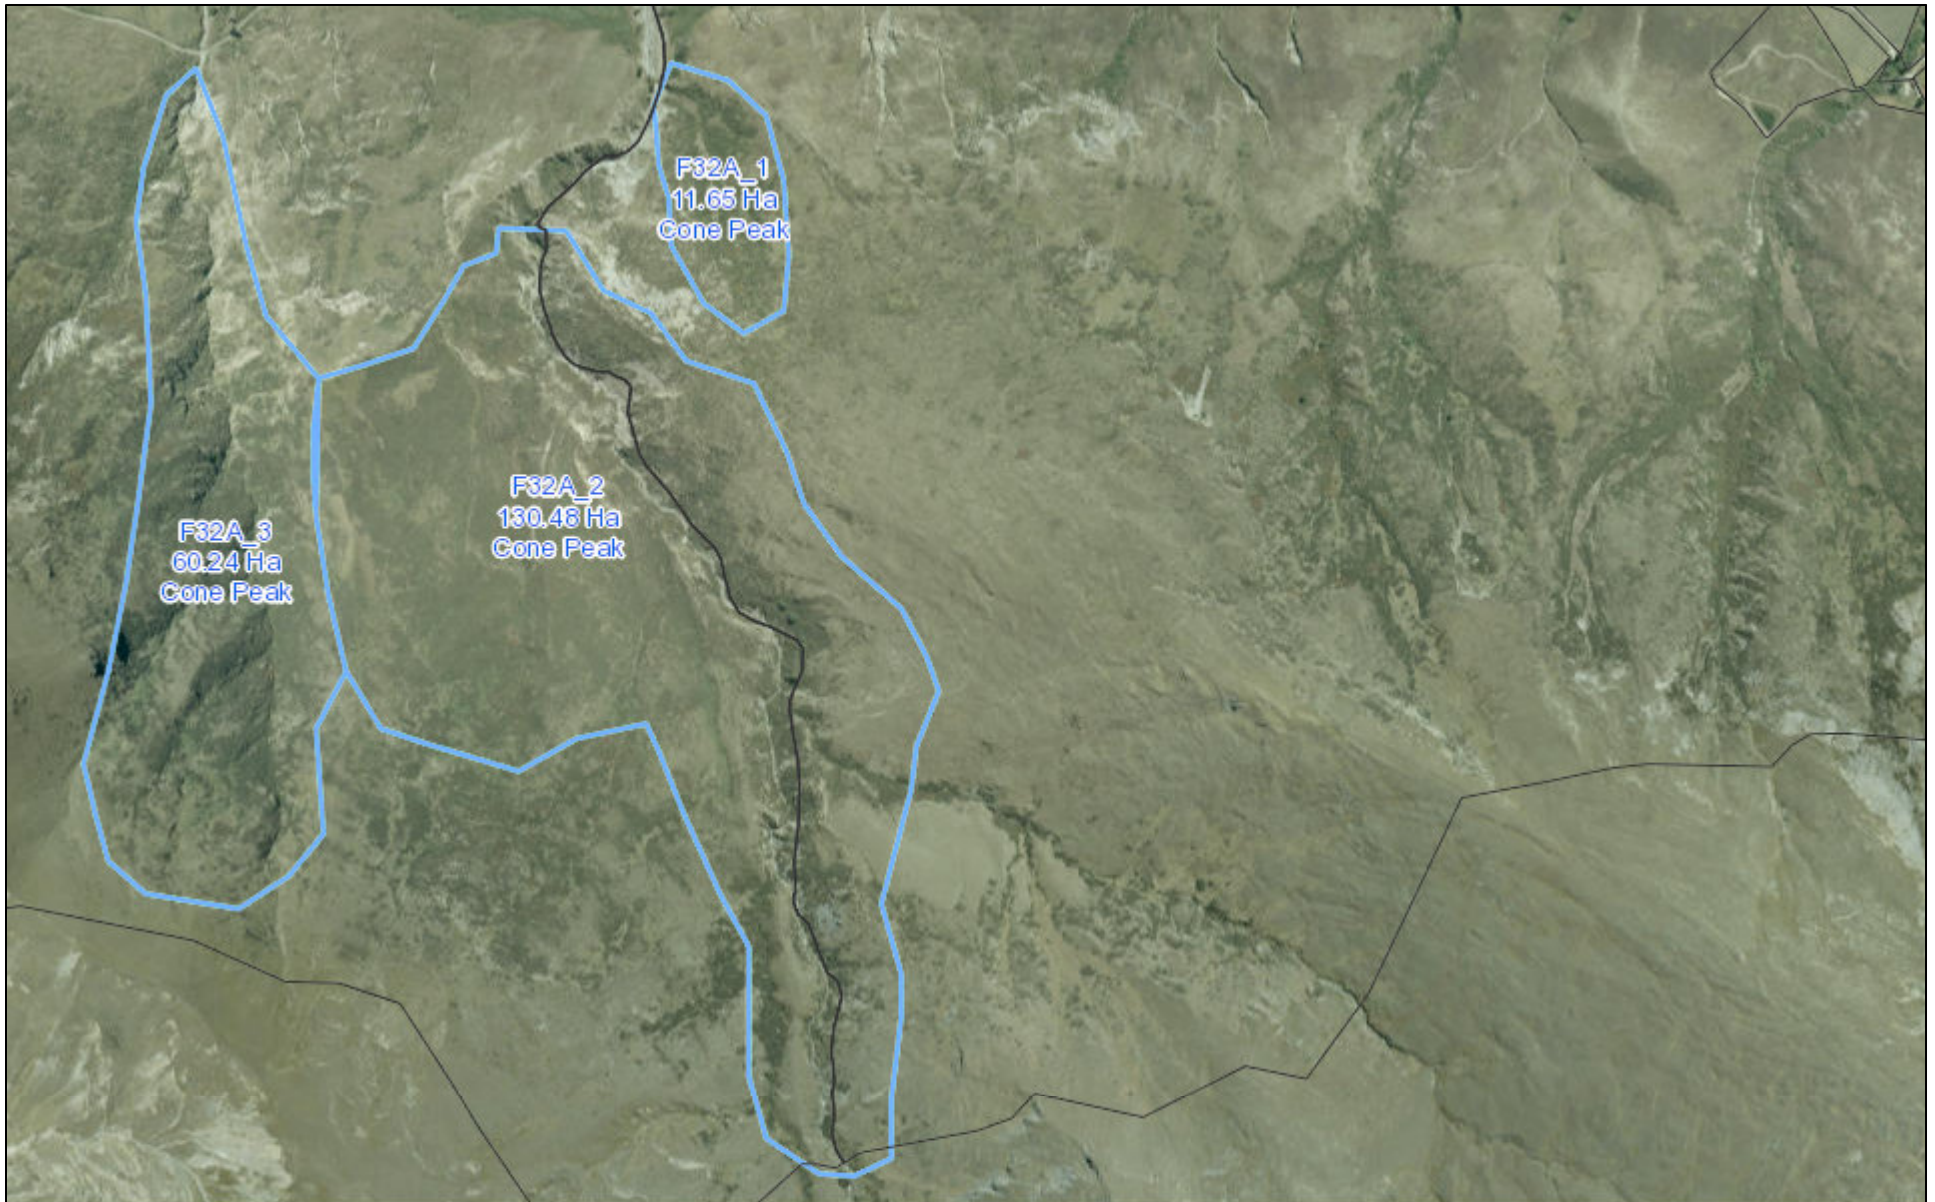 F32A_1
11.65 Ha
Cone Peak
F32A_2
130.48 Ha
Cone Peak
F32A_3
60.24 Ha
Cone Peak